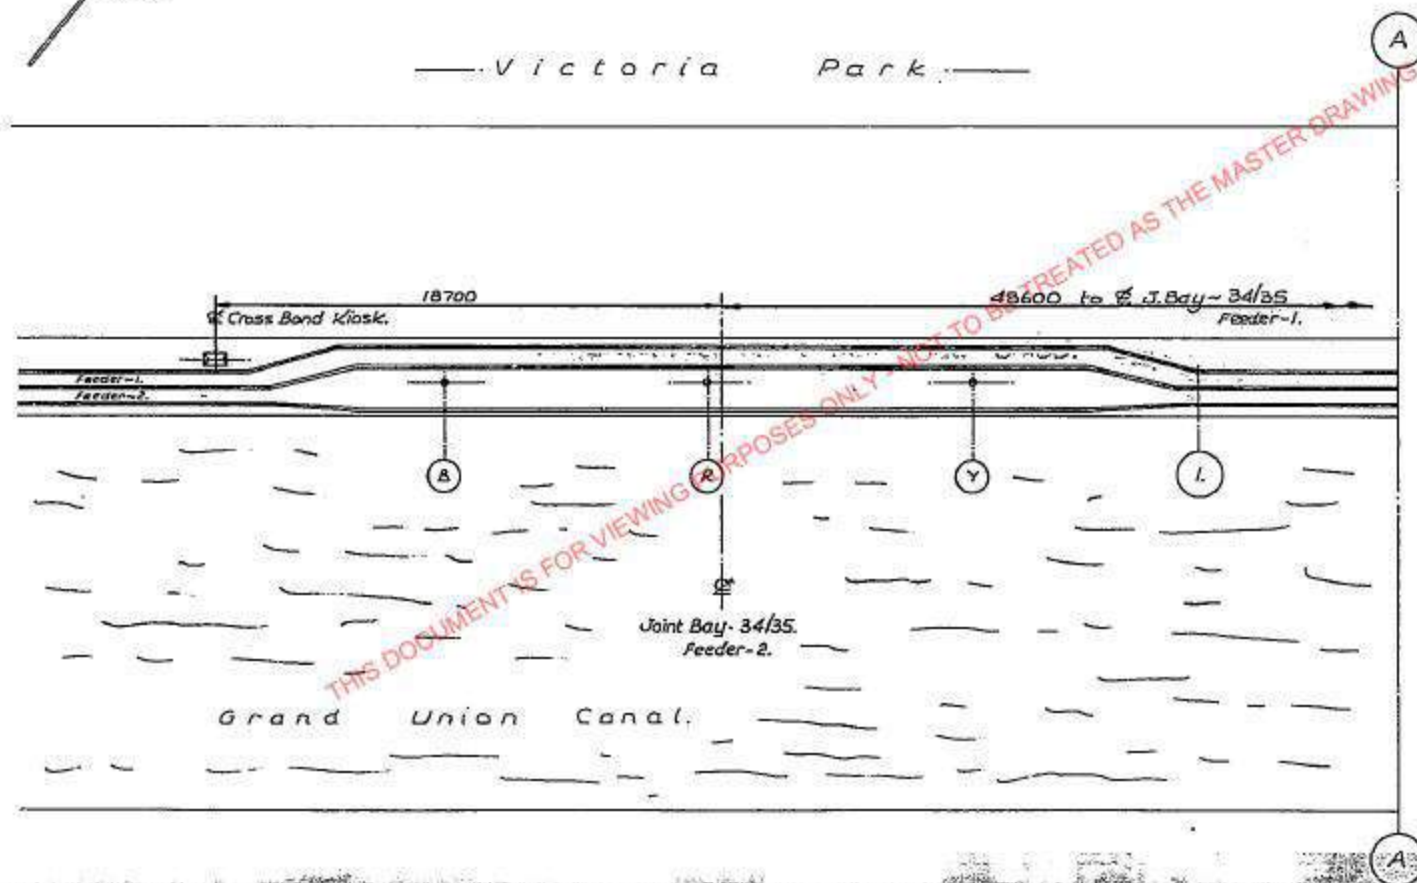 Victoria Park
A
THIS DOCUMENT IS FOR VIEWING PURPOSES ONLY - NOT TO BE TREATED AS THE MASTER DRAWING
18700
48600 to ℄ J.Bay~ 34/35
Feeder-1.
℄ Cross Bond Kiosk.
Feeder-1.
Feeder-2.
B
R
Y
1.
℄
Joint Bay- 34/35.
Feeder-2.
Grand Union Canal.
A